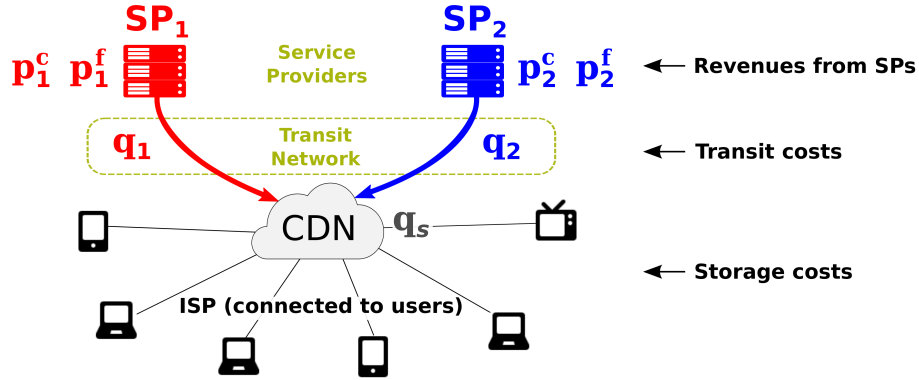 SP₁
SP₂
p₁ᶜ p₁ᶠ
Service
Providers
p₂ᶜ p₂ᶠ
Revenues from SPs
q₁
Transit
Network
q₂
Transit costs
CDN
qₛ
Storage costs
ISP (connected to users)